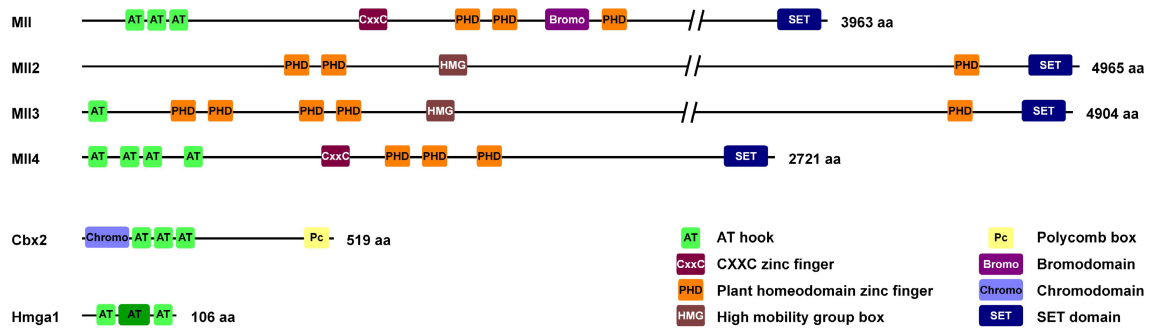 Mll AT AT AT CxxC PHD PHD Bromo PHD SET 3963 aa
Mll2 PHD PHD HMG PHD SET 4965 aa
Mll3 AT PHD PHD PHD PHD HMG PHD SET 4904 aa
Mll4 AT AT AT AT CxxC PHD PHD PHD SET 2721 aa
Cbx2 Chromo AT AT AT Pc 519 aa
Hmga1 AT AT AT 106 aa
AT AT hook
CxxC CXXC zinc finger
PHD Plant homeodomain zinc finger
HMG High mobility group box
Pc Polycomb box
Bromo Bromodomain
Chromo Chromodomain
SET SET domain